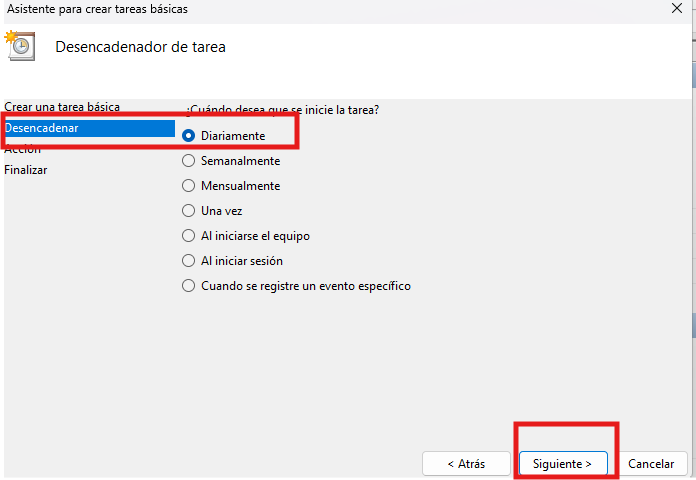 Asistente para crear tareas básicas
Desencadenador de tarea
Crear una tarea básica
Desencadenar
Acción
Finalizar
¿Cuándo desea que se inicie la tarea?
Diariamente
Semanalmente
Mensualmente
Una vez
Al iniciarse el equipo
Al iniciar sesión
Cuando se registre un evento específico
< Atrás
Siguiente >
Cancelar